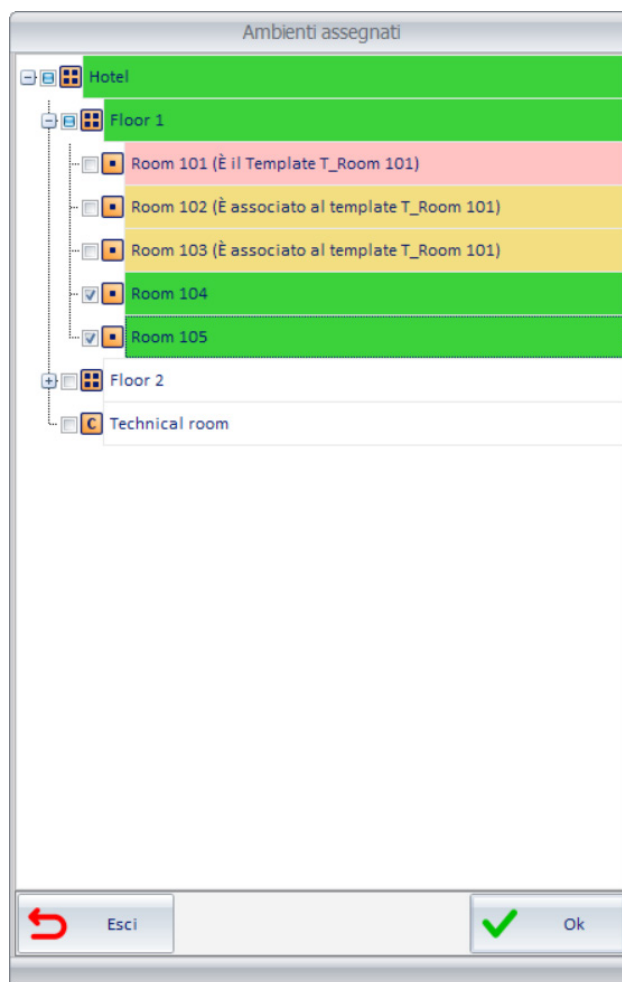 Ambienti assegnati
Hotel
Floor 1
Room 101 (È il Template T_Room 101)
Room 102 (È associato al template T_Room 101)
Room 103 (È associato al template T_Room 101)
Room 104
Room 105
Floor 2
C Technical room
Esci Ok